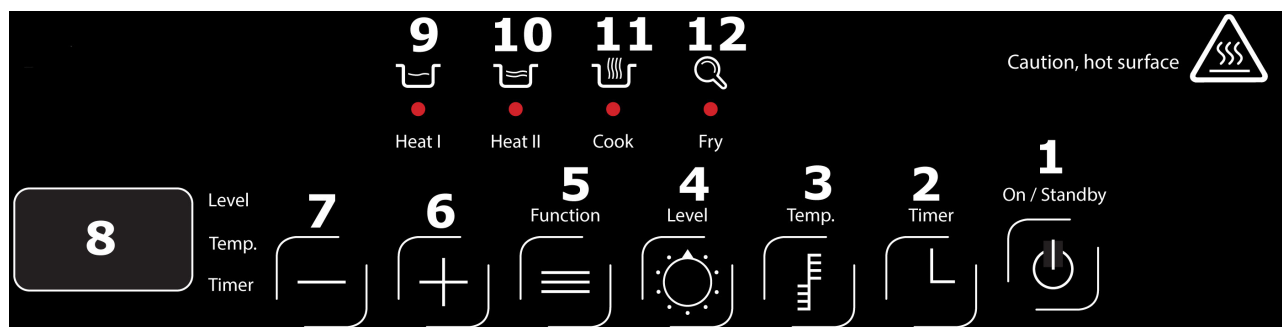 9 10 11 12
Caution, hot surface
Heat I Heat II Cook Fry
1
On / Standby
8
Level
Temp.
Timer
7
6
5
Function
4
Level
3
Temp.
2
Timer